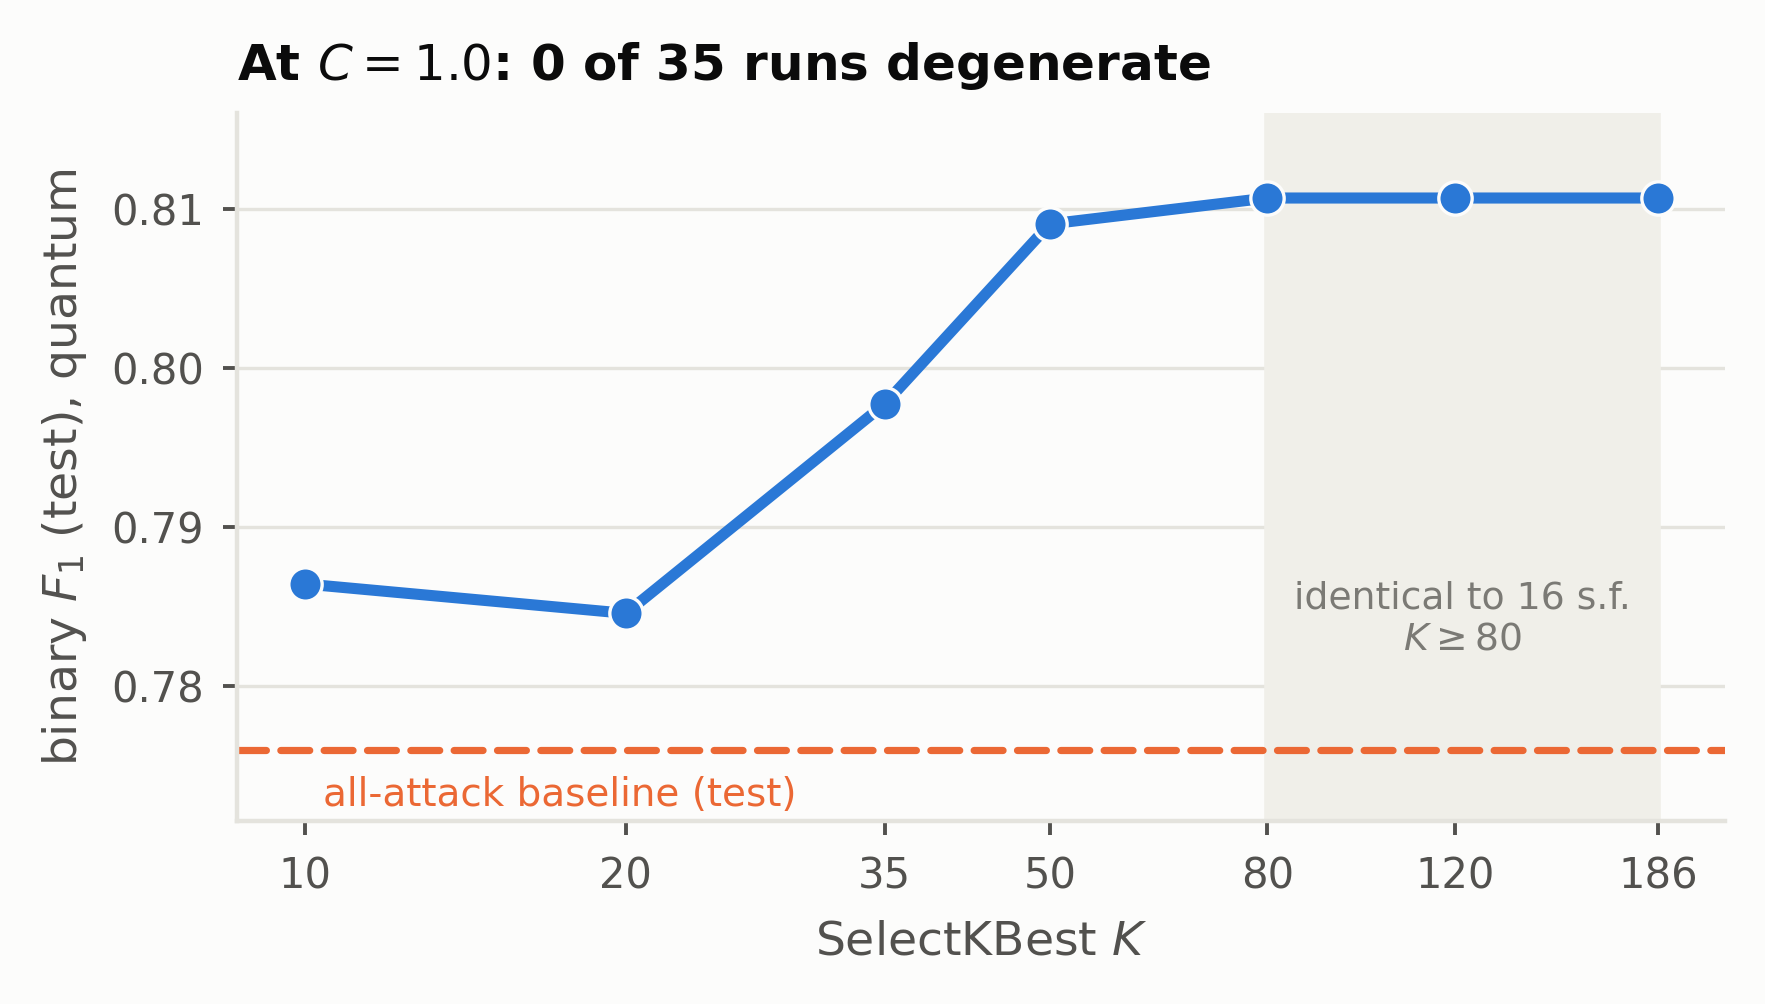 At C = 1.0: 0 of 35 runs degenerate
binary F₁ (test), quantum
0.81
0.80
0.79
0.78
identical to 16 s.f.
K ≥ 80
all-attack baseline (test)
10 20 35 50 80 120 186
SelectKBest K